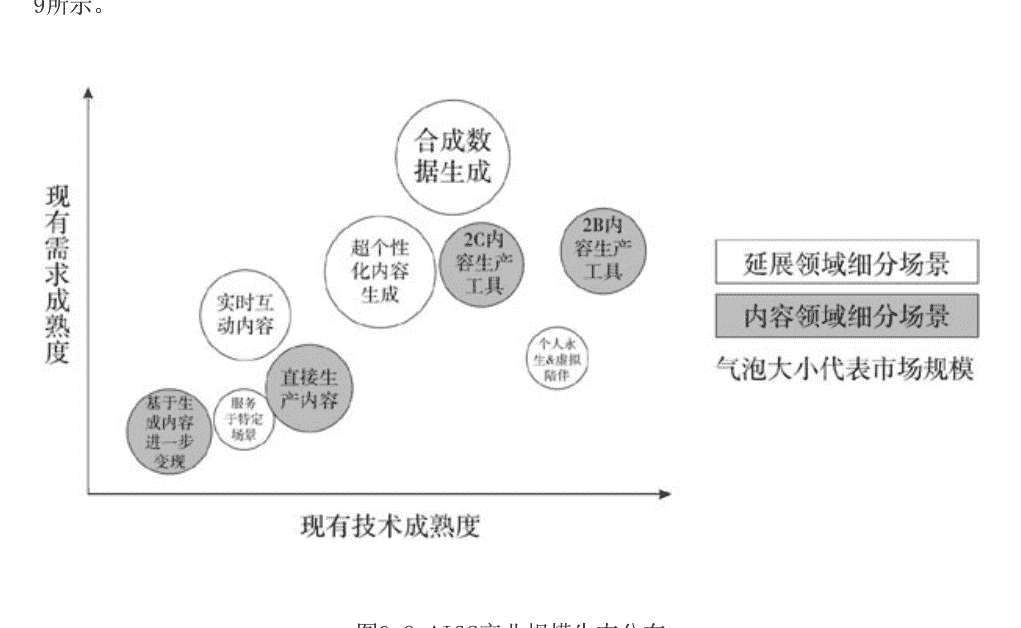 9所示。
合成数
据生成
现有需求成熟度
超个性
化内容
生成
2C内
容生产
工具
2B内
容生产
工具
实时互
动内容
个人永
生&虚拟
陪伴
直接生
产内容
基于生
成内容
进一步
变现
服务
于特定
场景
延展领域细分场景
内容领域细分场景
气泡大小代表市场规模
现有技术成熟度